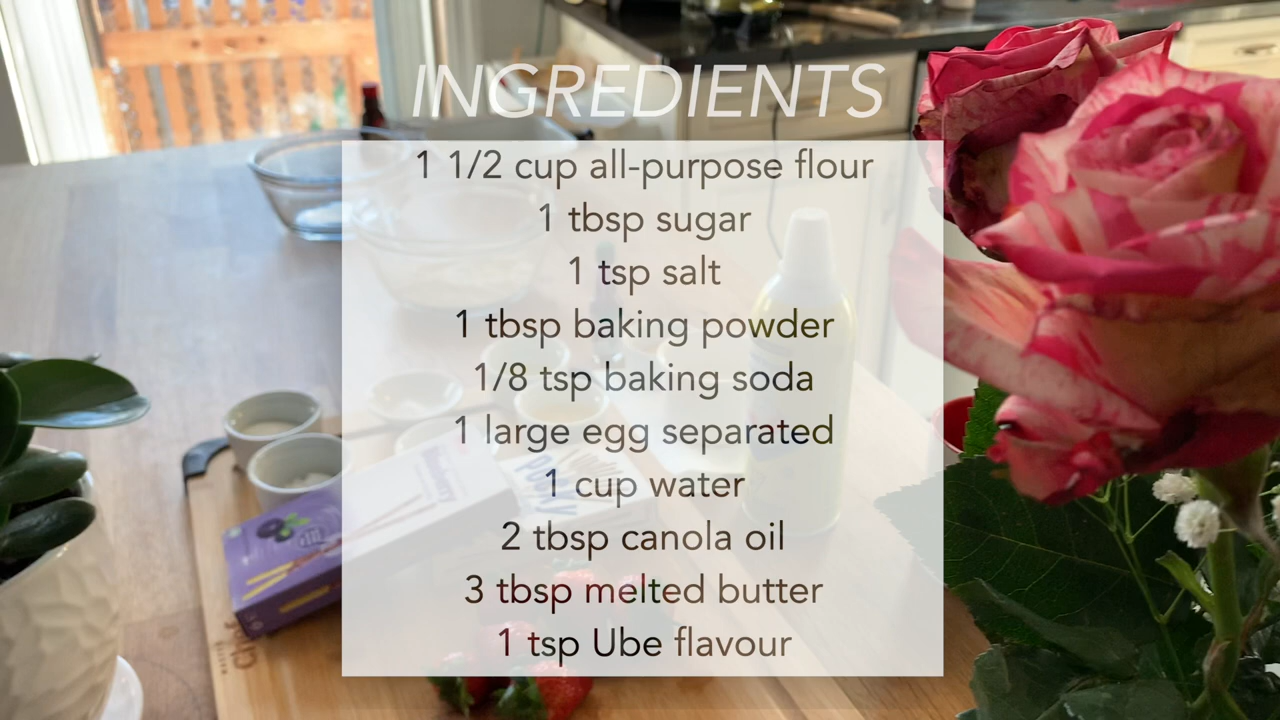 INGREDIENTS
1 1/2 cup all-purpose flour
1 tbsp sugar
1 tsp salt
1 tbsp baking powder
1/8 tsp baking soda
1 large egg separated
1 cup water
2 tbsp canola oil
3 tbsp melted butter
1 tsp Ube flavour
Blueberry
Pocky